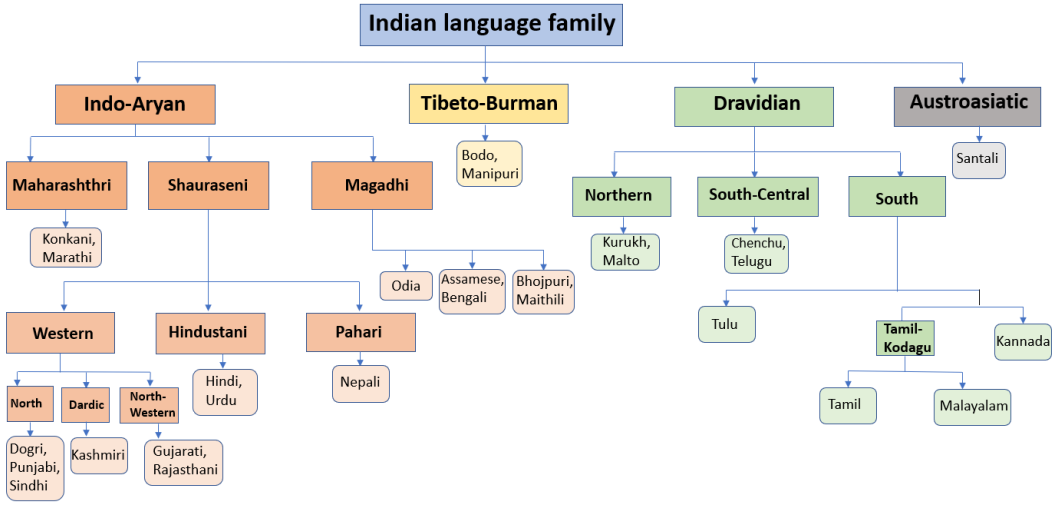 Indian language family
Indo-Aryan
Tibeto-Burman
Dravidian
Austroasiatic
Bodo,
Manipuri
Santali
Maharashthri
Shauraseni
Magadhi
Northern
South-Central
South
Konkani,
Marathi
Kurukh,
Malto
Chenchu,
Telugu
Odia
Assamese,
Bengali
Bhojpuri,
Maithili
Western
Hindustani
Pahari
Tulu
Tamil-
Kodagu
Kannada
Hindi,
Urdu
Nepali
North
Dardic
North-
Western
Tamil
Malayalam
Dogri,
Punjabi,
Sindhi
Kashmiri
Gujarati,
Rajasthani